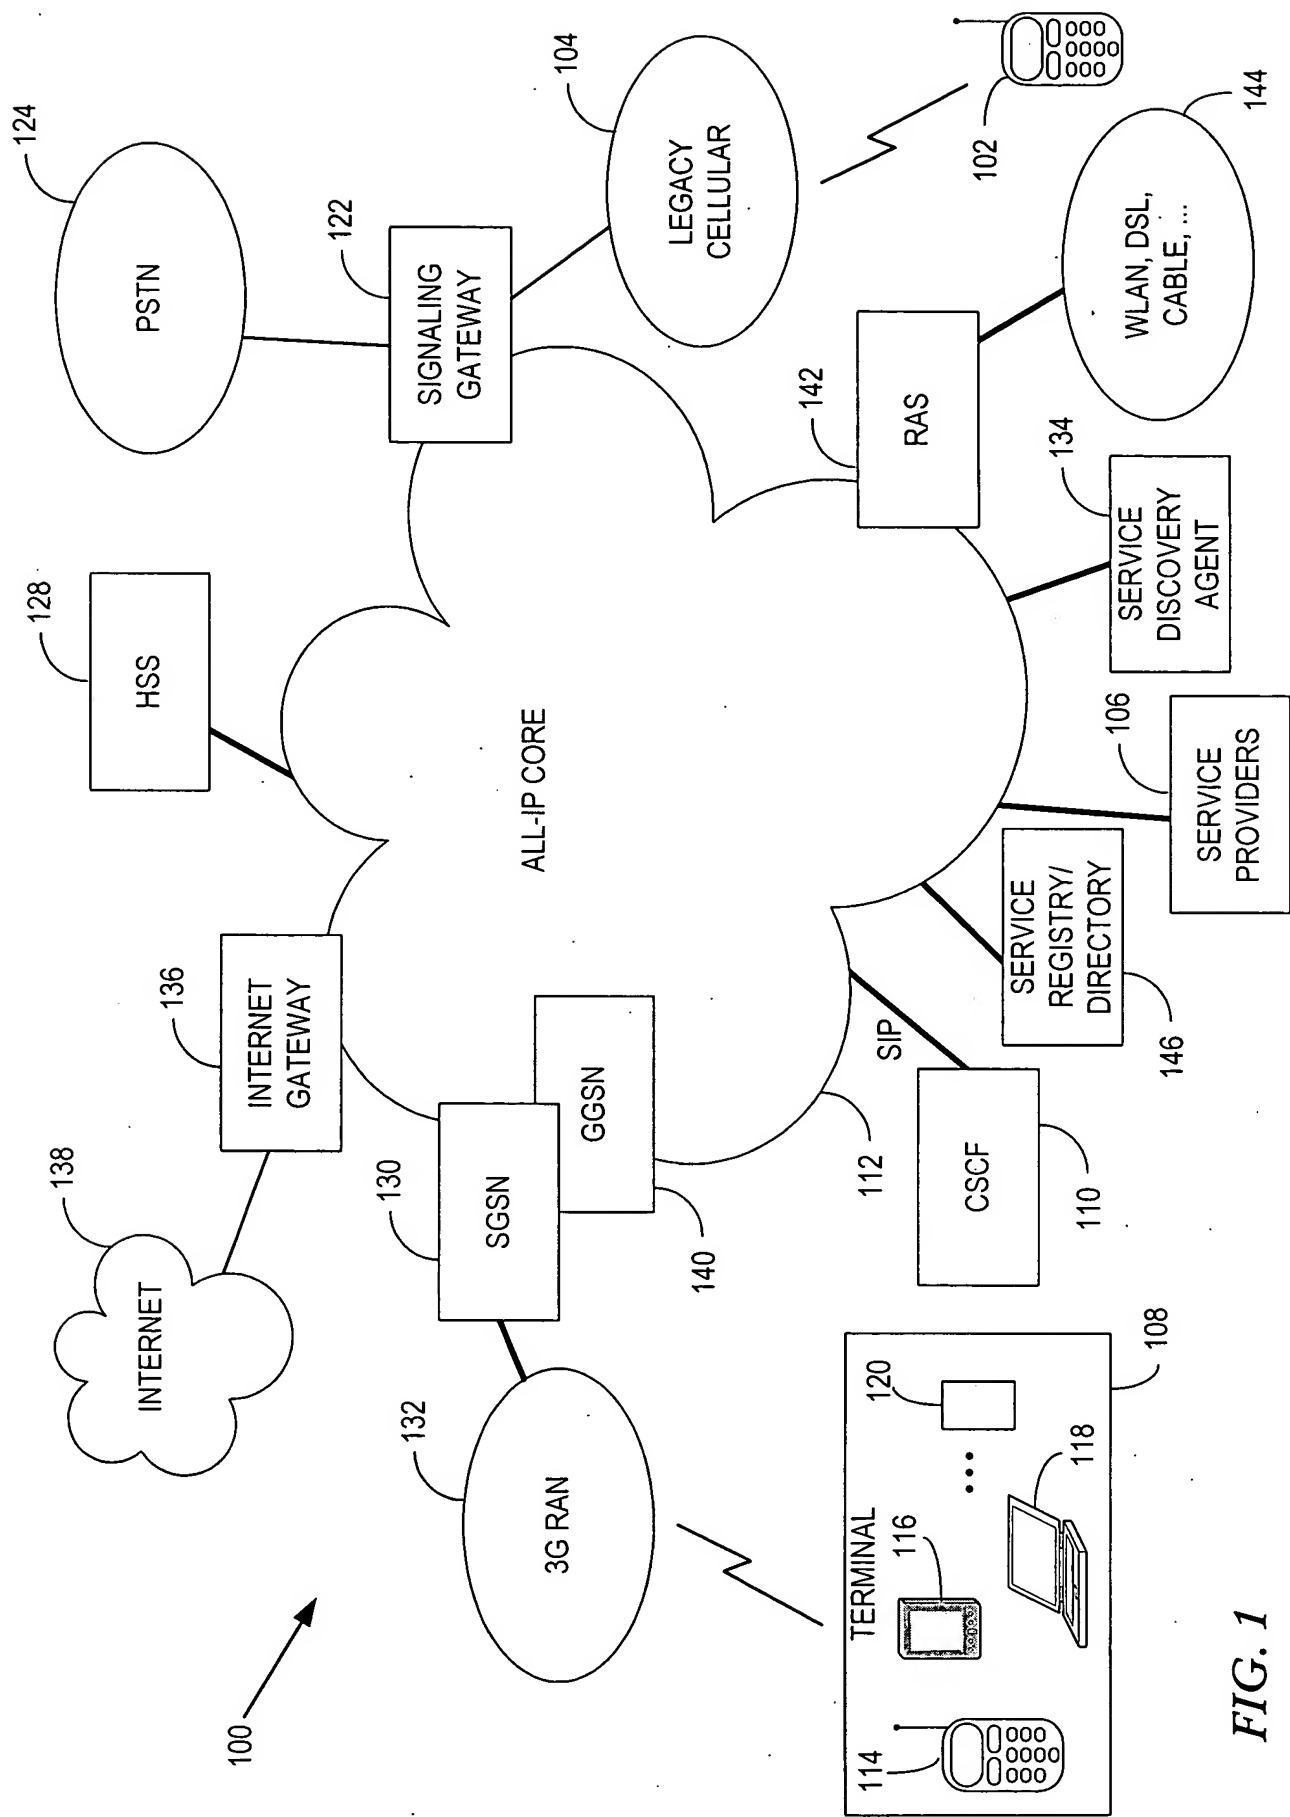 100
INTERNET
138
INTERNET
GATEWAY
136
HSS
128
PSTN
124
SIGNALING
GATEWAY
122
LEGACY
CELLULAR
104
102
3G RAN
132
SGSN
130
GGSN
140
ALL-IP CORE
112
RAS
142
WLAN, DSL,
CABLE, ...
144
TERMINAL
114
116
118
120
108
CSCF
110
SIP
SERVICE
REGISTRY/
DIRECTORY
146
SERVICE
PROVIDERS
106
SERVICE
DISCOVERY
AGENT
134
FIG. 1